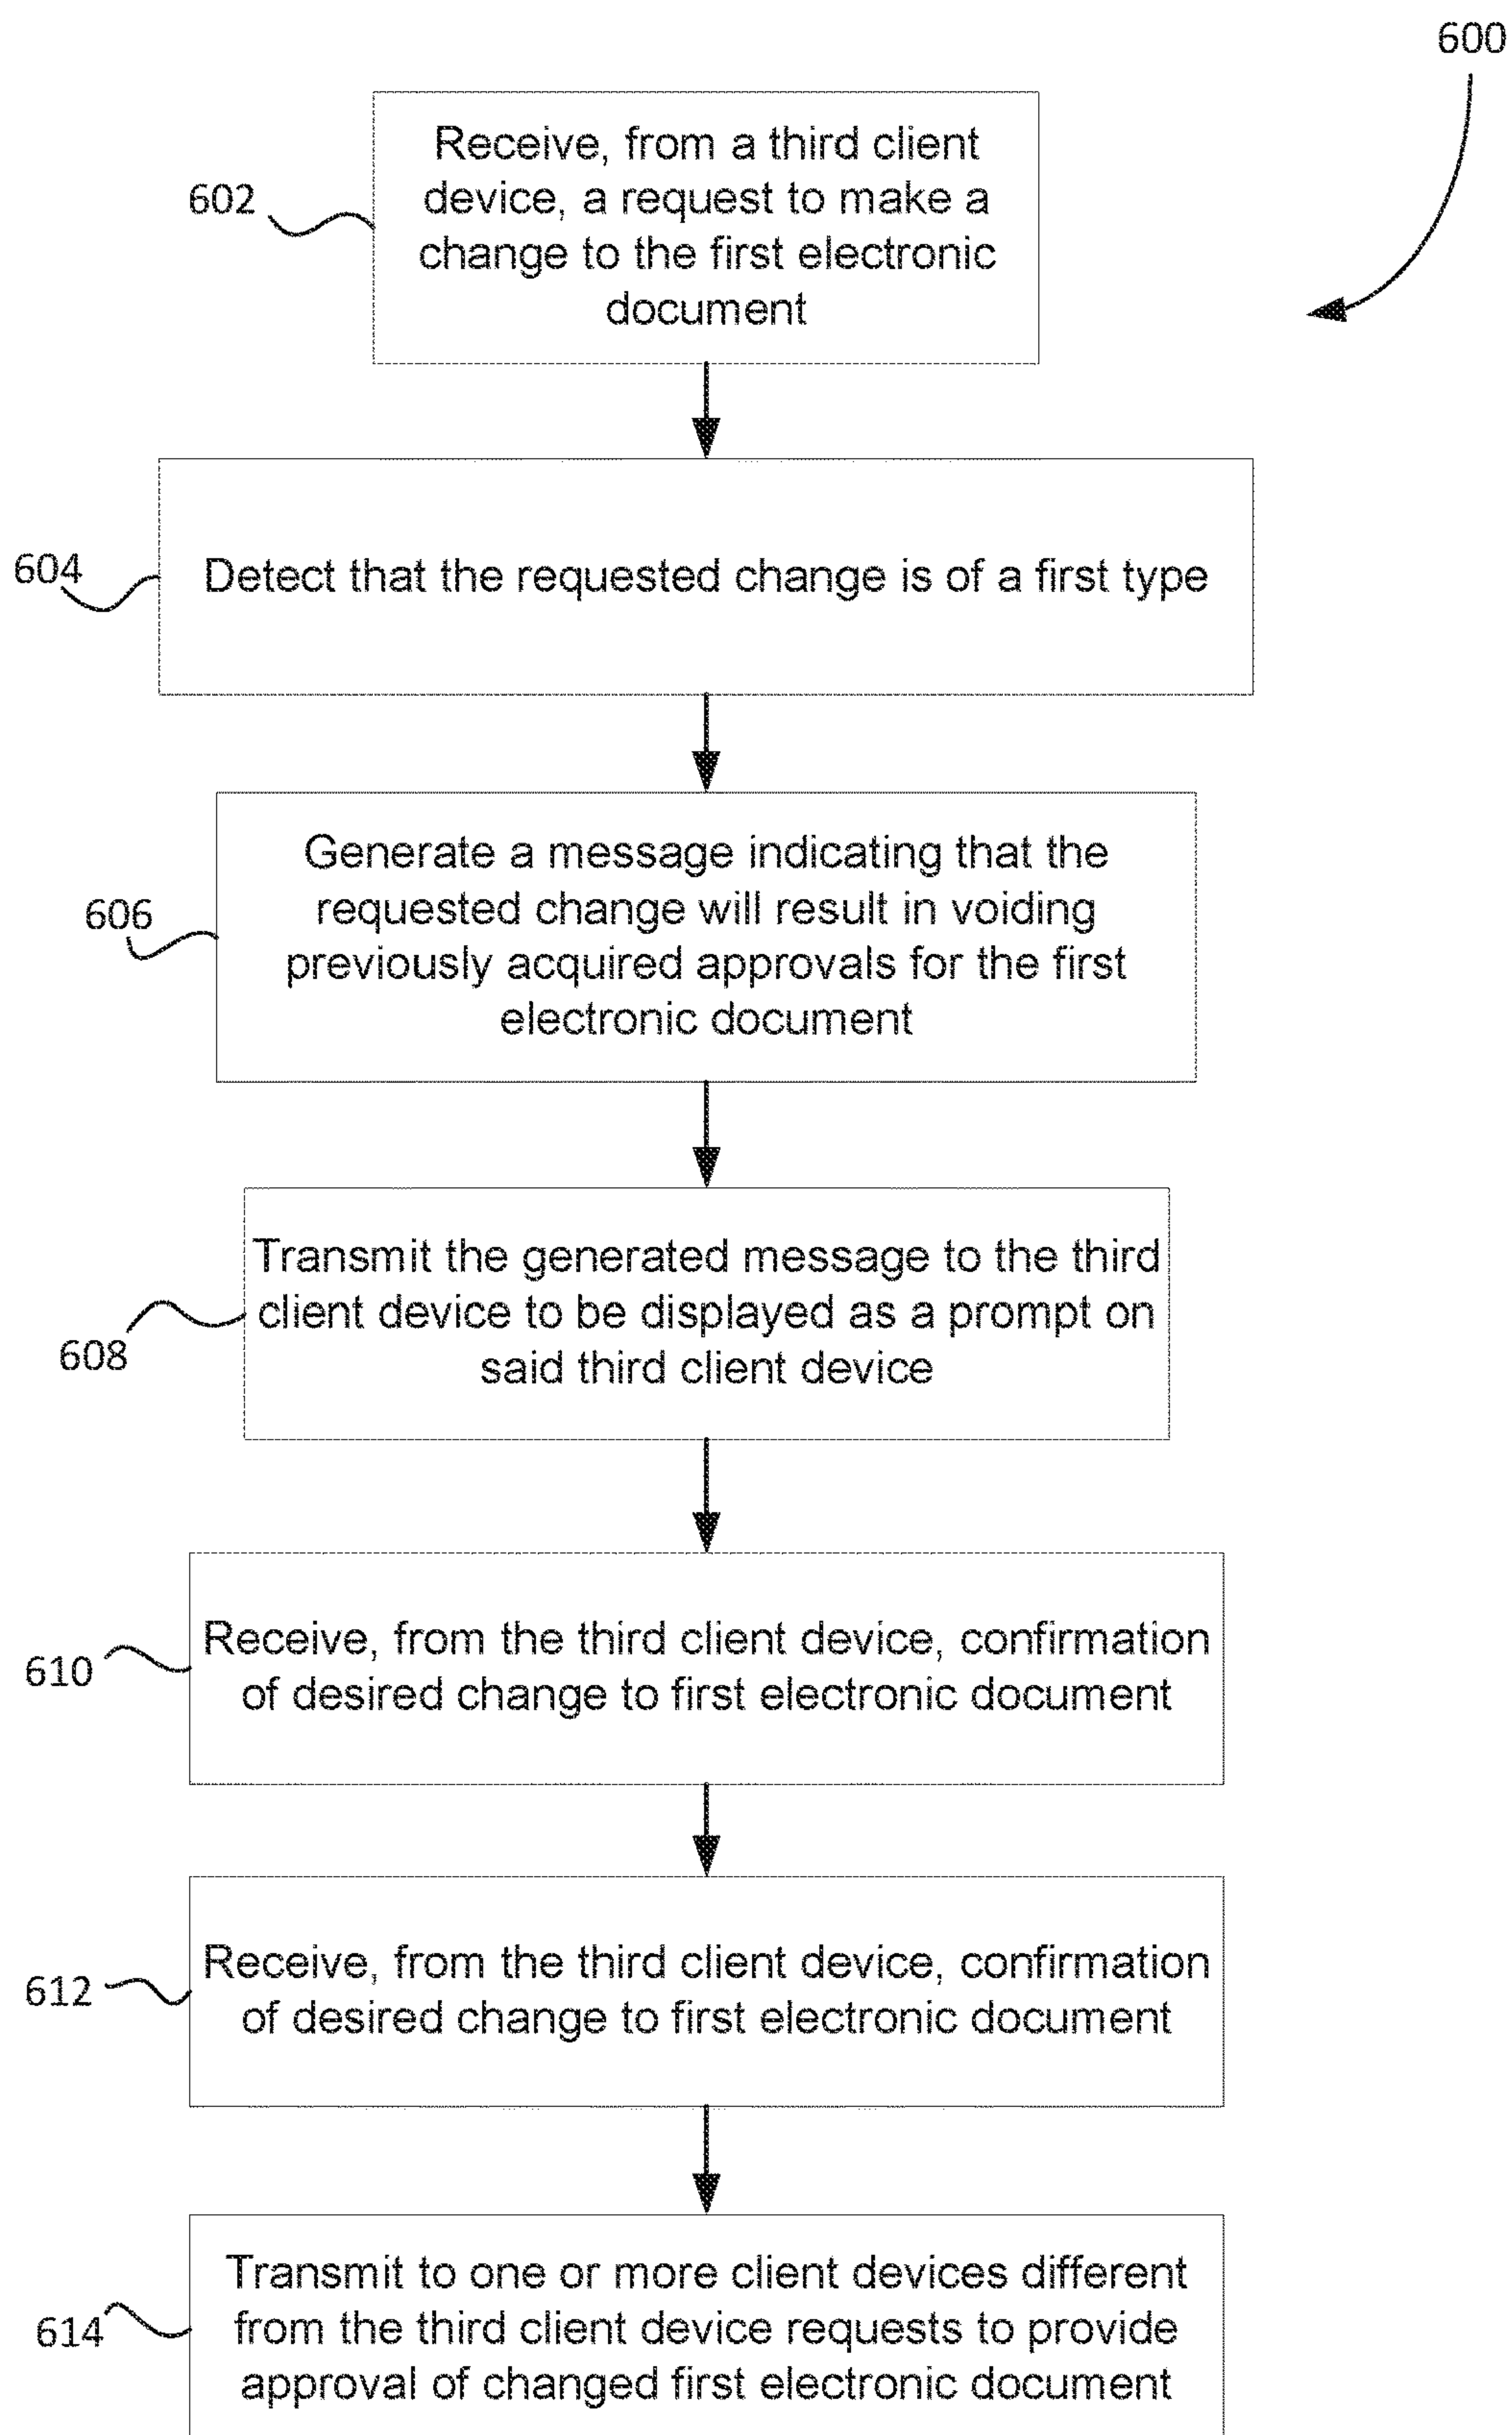 600
602
Receive, from a third client
device, a request to make a
change to the first electronic
document
604
Detect that the requested change is of a first type
606
Generate a message indicating that the
requested change will result in voiding
previously acquired approvals for the first
electronic document
608
Transmit the generated message to the third
client device to be displayed as a prompt on
said third client device
610
Receive, from the third client device, confirmation
of desired change to first electronic document
612
Receive, from the third client device, confirmation
of desired change to first electronic document
614
Transmit to one or more client devices different
from the third client device requests to provide
approval of changed first electronic document